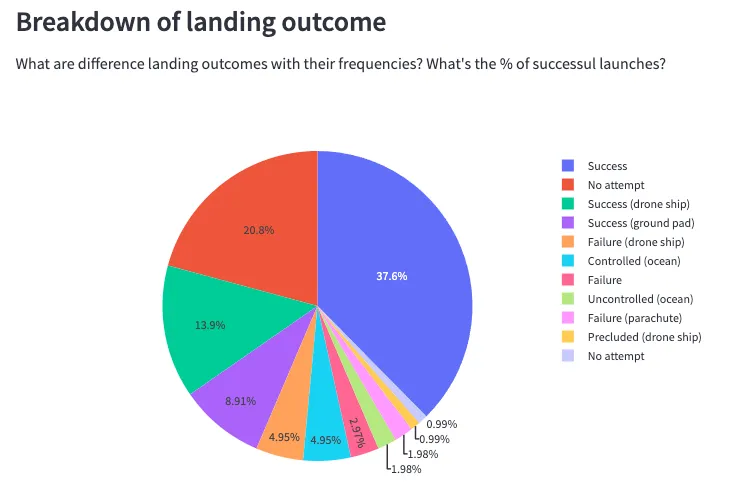 Breakdown of landing outcome
What are difference landing outcomes with their frequencies? What's the % of successul launches?
Success
No attempt
Success (drone ship)
Success (ground pad)
Failure (drone ship)
Controlled (ocean)
Failure
Uncontrolled (ocean)
Failure (parachute)
Precluded (drone ship)
No attempt
20.8%
37.6%
13.9%
8.91%
4.95%
4.95%
2.97%
0.99%
0.99%
1.98%
1.98%